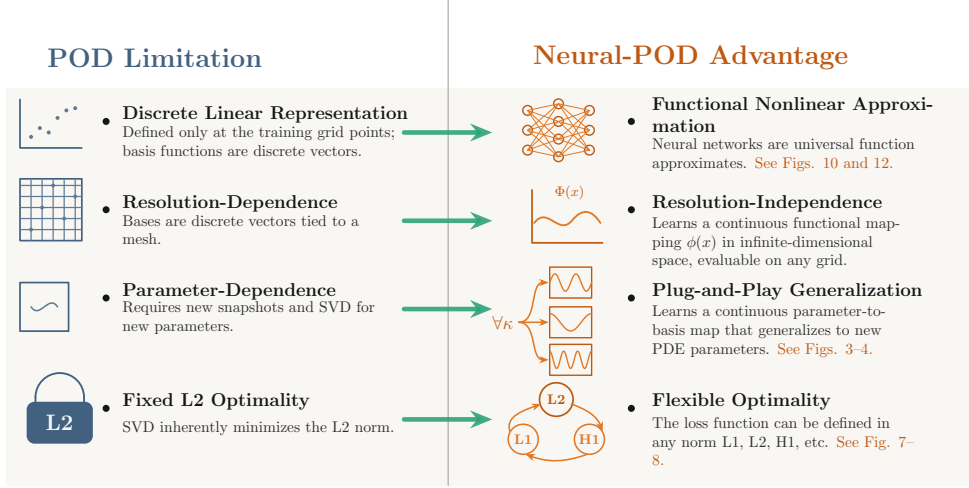 POD Limitation
Neural-POD Advantage
• Discrete Linear Representation
Defined only at the training grid points;
basis functions are discrete vectors.
• Functional Nonlinear Approxi-
mation
Neural networks are universal function
approximates. See Figs. 10 and 12.
• Resolution-Dependence
Bases are discrete vectors tied to a
mesh.
Φ(x)
• Resolution-Independence
Learns a continuous functional map-
ping ϕ(x) in infinite-dimensional
space, evaluable on any grid.
• Parameter-Dependence
Requires new snapshots and SVD for
new parameters.
∀κ
• Plug-and-Play Generalization
Learns a continuous parameter-to-
basis map that generalizes to new
PDE parameters. See Figs. 3–4.
L2
• Fixed L2 Optimality
SVD inherently minimizes the L2 norm.
L2
L1
H1
• Flexible Optimality
The loss function can be defined in
any norm L1, L2, H1, etc. See Fig. 7–
8.